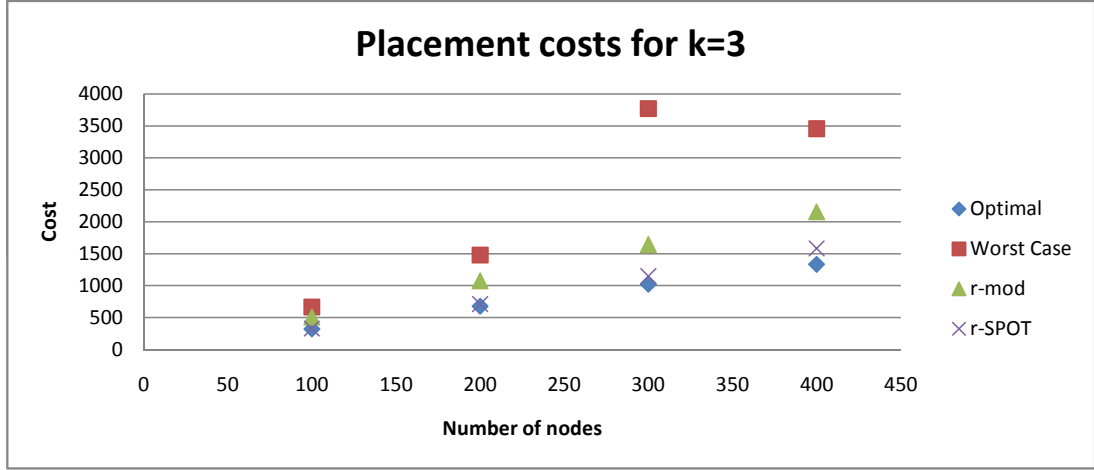 Placement costs for k=3
4000
3500
3000
2500
2000
1500
1000
500
0
Cost
0 50 100 150 200 250 300 350 400 450
Number of nodes
Optimal
Worst Case
r-mod
r-SPOT